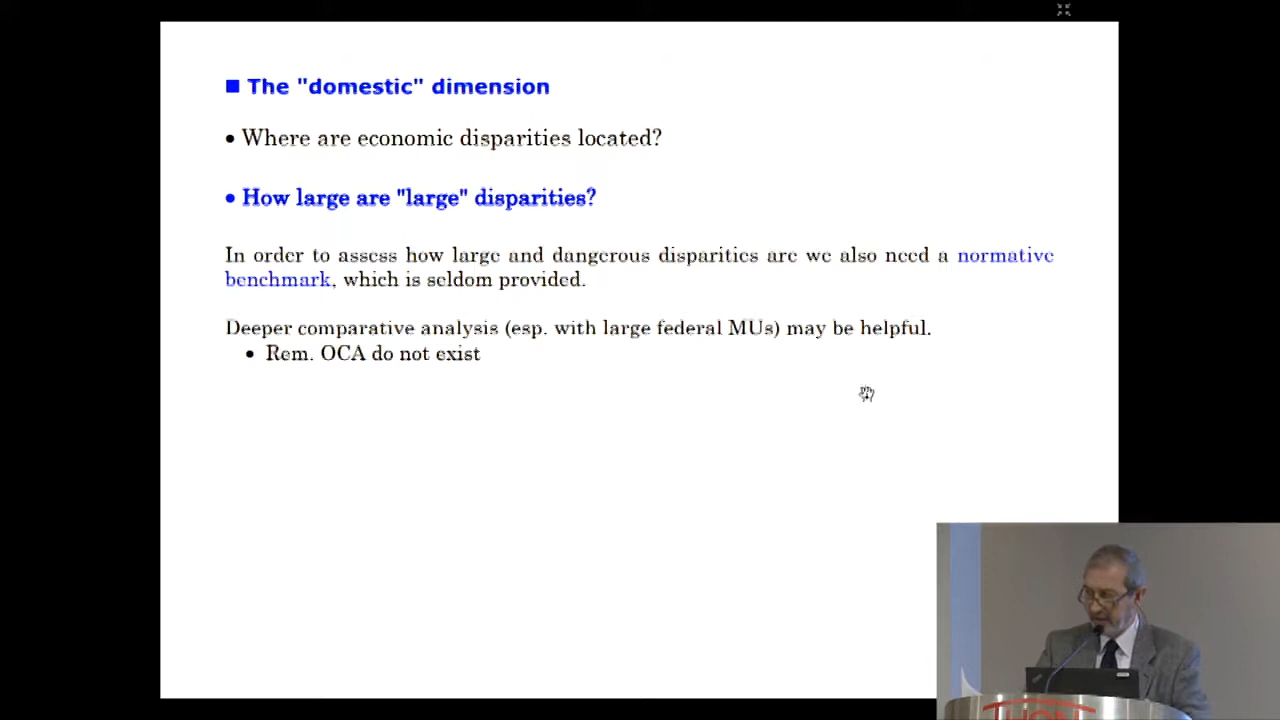 The "domestic" dimension
• Where are economic disparities located?
• How large are "large" disparities?
In order to assess how large and dangerous disparities are we also need a normative
benchmark, which is seldom provided.
Deeper comparative analysis (esp. with large federal MUs) may be helpful.
• Rem. OCA do not exist
THON